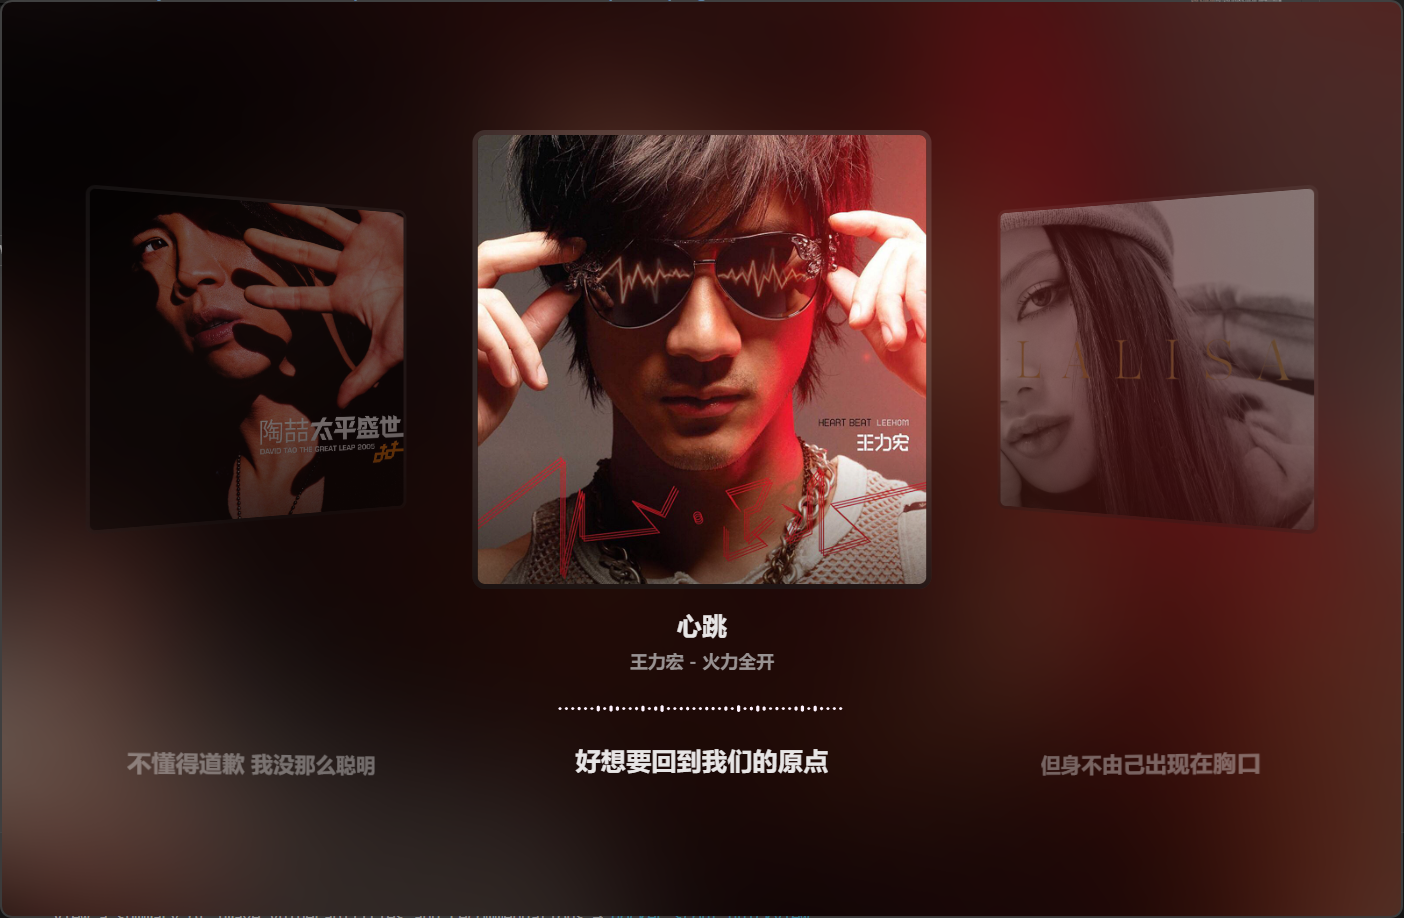 陶喆太平盛世
DAVID TAO THE GREAT LEAP 2005
HEART BEAT LEEHOM
王力宏
LALISA
心跳
王力宏 - 火力全开
不懂得道歉 我没那么聪明
好想要回到我们的原点
但身不由己出现在胸口